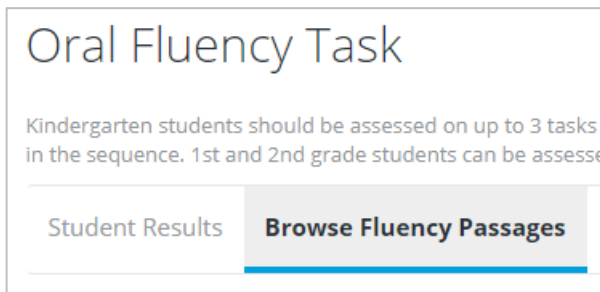 Oral Fluency Task
Kindergarten students should be assessed on up to 3 tasks
in the sequence. 1st and 2nd grade students can be
Student Results
Browse Fluency Passages